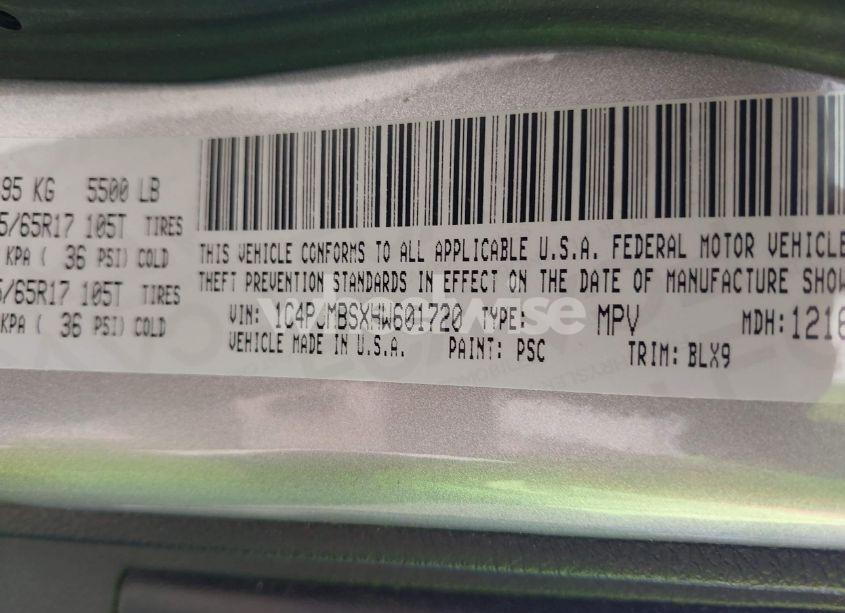 95 KG 5500 LB
5/65R17 105T TIRES
KPA ( 36 PSI) COLD
5/65R17 105T TIRES
KPA ( 36 PSI) COLD
THIS VEHICLE CONFORMS TO ALL APPLICABLE U.S.A. FEDERAL MOTOR VEHICLE
THEFT PREVENTION STANDARDS IN EFFECT ON THE DATE OF MANUFACTURE SHOW
VIN: 1C4PJMBSXHW601720 TYPE: MPV MDH:1216
VEHICLE MADE IN U.S.A. PAINT: PSC TRIM: BLX9